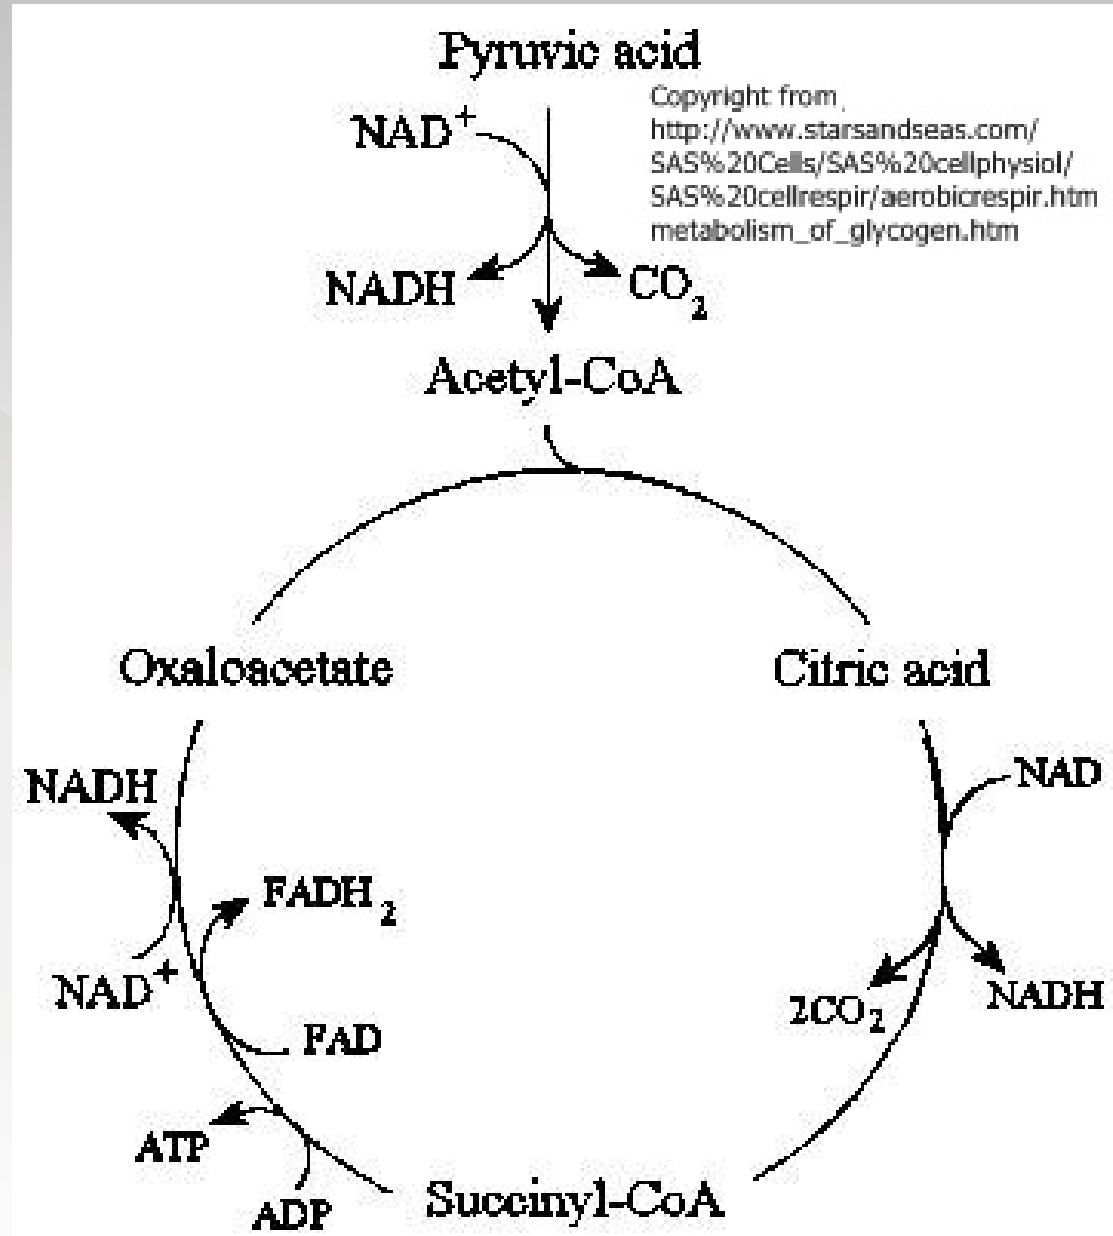 Pyruvic acid
Copyright from
http://www.starsandseas.com/
SAS%20Cells/SAS%20cellphysiol/
SAS%20cellrespir/aerobicrespir.htm
metabolism_of_glycogen.htm
NAD+
NADH
CO2
Acetyl-CoA
Oxaloacetate
Citric acid
NADH
NAD
FADH2
NAD+
2CO2
NADH
FAD
ATP
ADP
Succinyl-CoA